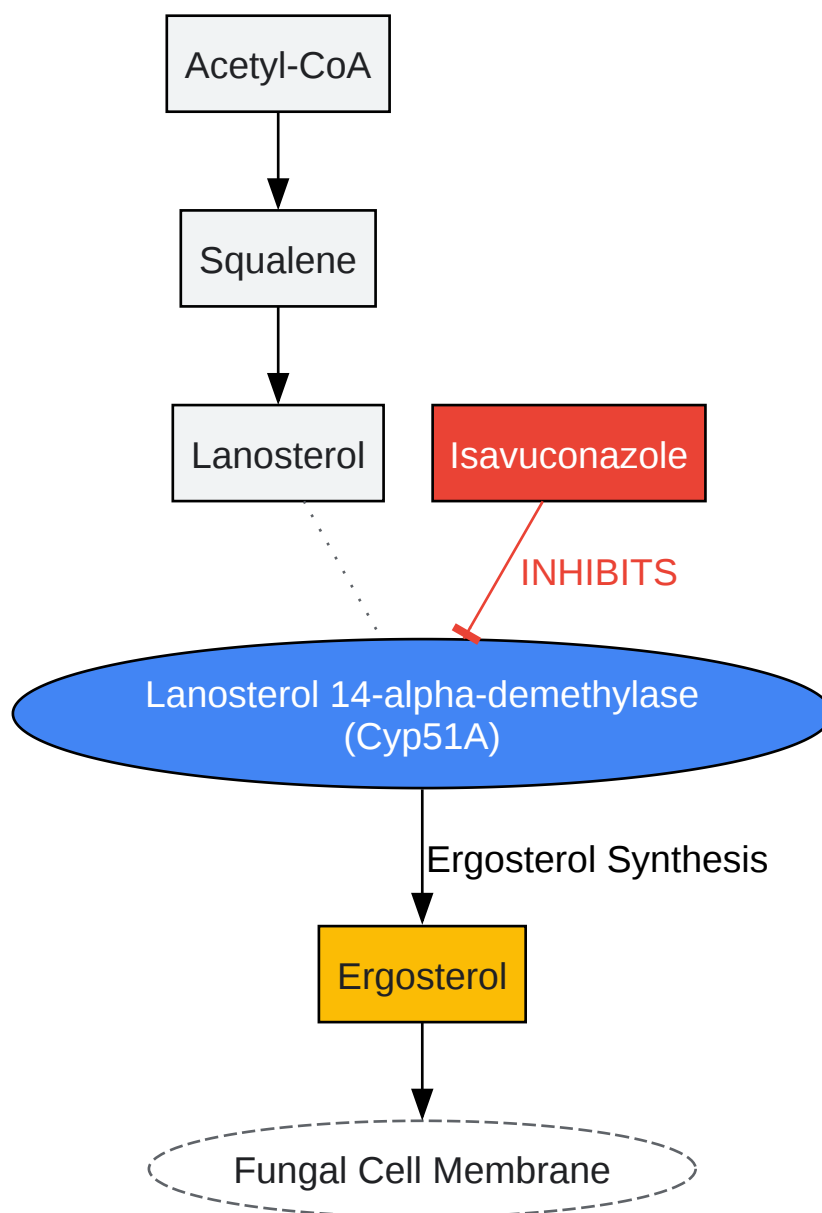 Acetyl-CoA
Squalene
Lanosterol
Isavuconazole
INHIBITS
Lanosterol 14-alpha-demethylase
(Cyp51A)
Ergosterol Synthesis
Ergosterol
Fungal Cell Membrane